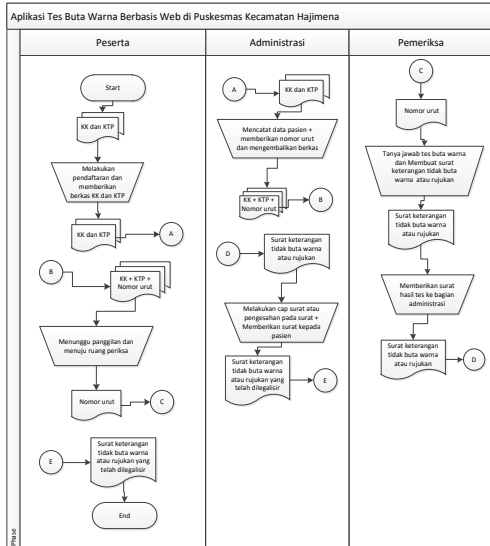 Aplikasi Tes Buta Warna Berbasis Web di Puskesmas Kecamatan Hajimena
Peserta
Administrasi
Pemeriksa
Start
KK dan KTP
Melakukan
pendaftaran dan
memberikan
berkas KK dan KTP
KK dan KTP
A
B
KK + KTP +
Nomor urut
Menunggu panggilan dan
menuju ruang periksa
Nomor urut
C
E
Surat keterangan
tidak buta warna
atau rujukan yang
telah dilegalisir
End
A
KK dan KTP
Mencatat data pasien +
memberikan nomor urut
dan mengembalikan berkas
KK + KTP +
Nomor urut
B
D
Surat keterangan
tidak buta warna
atau rujukan
Melakukan cap surat atau
pengesahan pada surat +
Memberikan surat kepada
pasien
Surat keterangan
tidak buta warna
atau rujukan yang
telah dilegalisir
E
C
Nomor urut
Tanya jawab tes buta warna
dan Membuat surat
keterangan tidak buta
warna atau rujukan
Surat keterangan
tidak buta warna
atau rujukan
Memberikan surat
hasil tes ke bagian
administrasi
Surat keterangan
tidak buta warna
atau rujukan
D
Phase